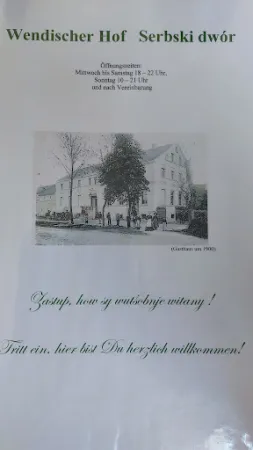 Wendischer Hof Serbski dwór
Öffnungszeiten:
Mittwoch bis Samstag 18 – 22 Uhr,
Sonntag 10 – 21 Uhr
und nach Vereinbarung
(Gasthaus um 1900)
Zastup, how sy wutšobnje witany !
Tritt ein, hier bist Du herzlich willkommen!